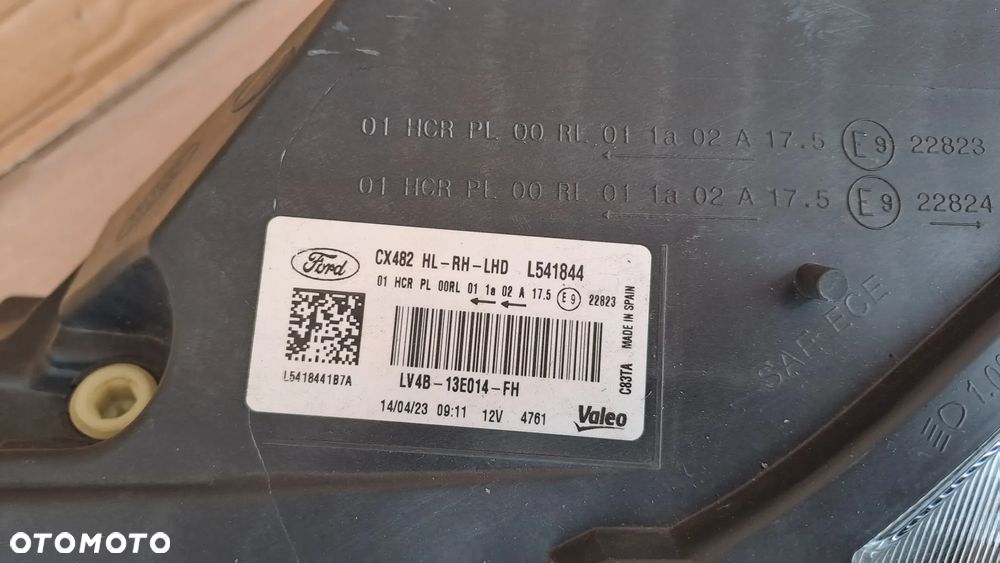 01 HCR PL 00 RL 01 1a 02 A 17.5 E9 22823
01 HCR PL 00 RL 01 1a 02 A 17.5 E9 22824
Ford
CX482 HL-RH-LHD L541844
01 HCR PL 00RL 01 1a 02 A 17.5 E9 22823
L5418441B7A
LV4B-13E014-FH
14/04/23 09:11 12V 4761
Valeo
C83TA MADE IN SPAIN
SAE-ECE
1.0
OTOMOTO